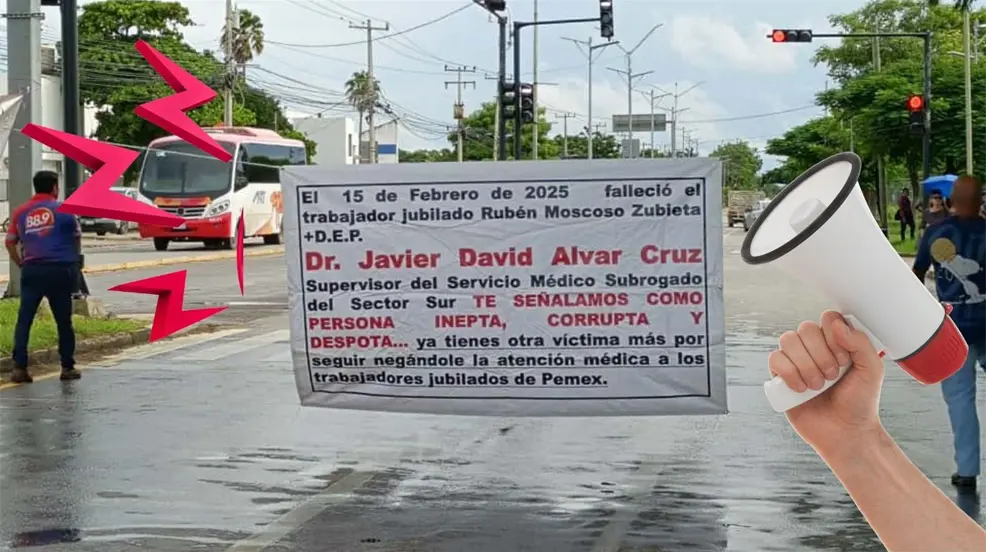 88.9
El 15 de Febrero de 2025 falleció el
trabajador jubilado Rubén Moscoso Zubieta
+D.E.P.
Dr. Javier David Alvar Cruz
Supervisor del Servicio Médico Subrogado
del Sector Sur TE SEÑALAMOS COMO
PERSONA INEPTA, CORRUPTA Y
DESPOTA... ya tienes otra víctima más por
seguir negándole la atención médica a los
trabajadores jubilados de Pemex.